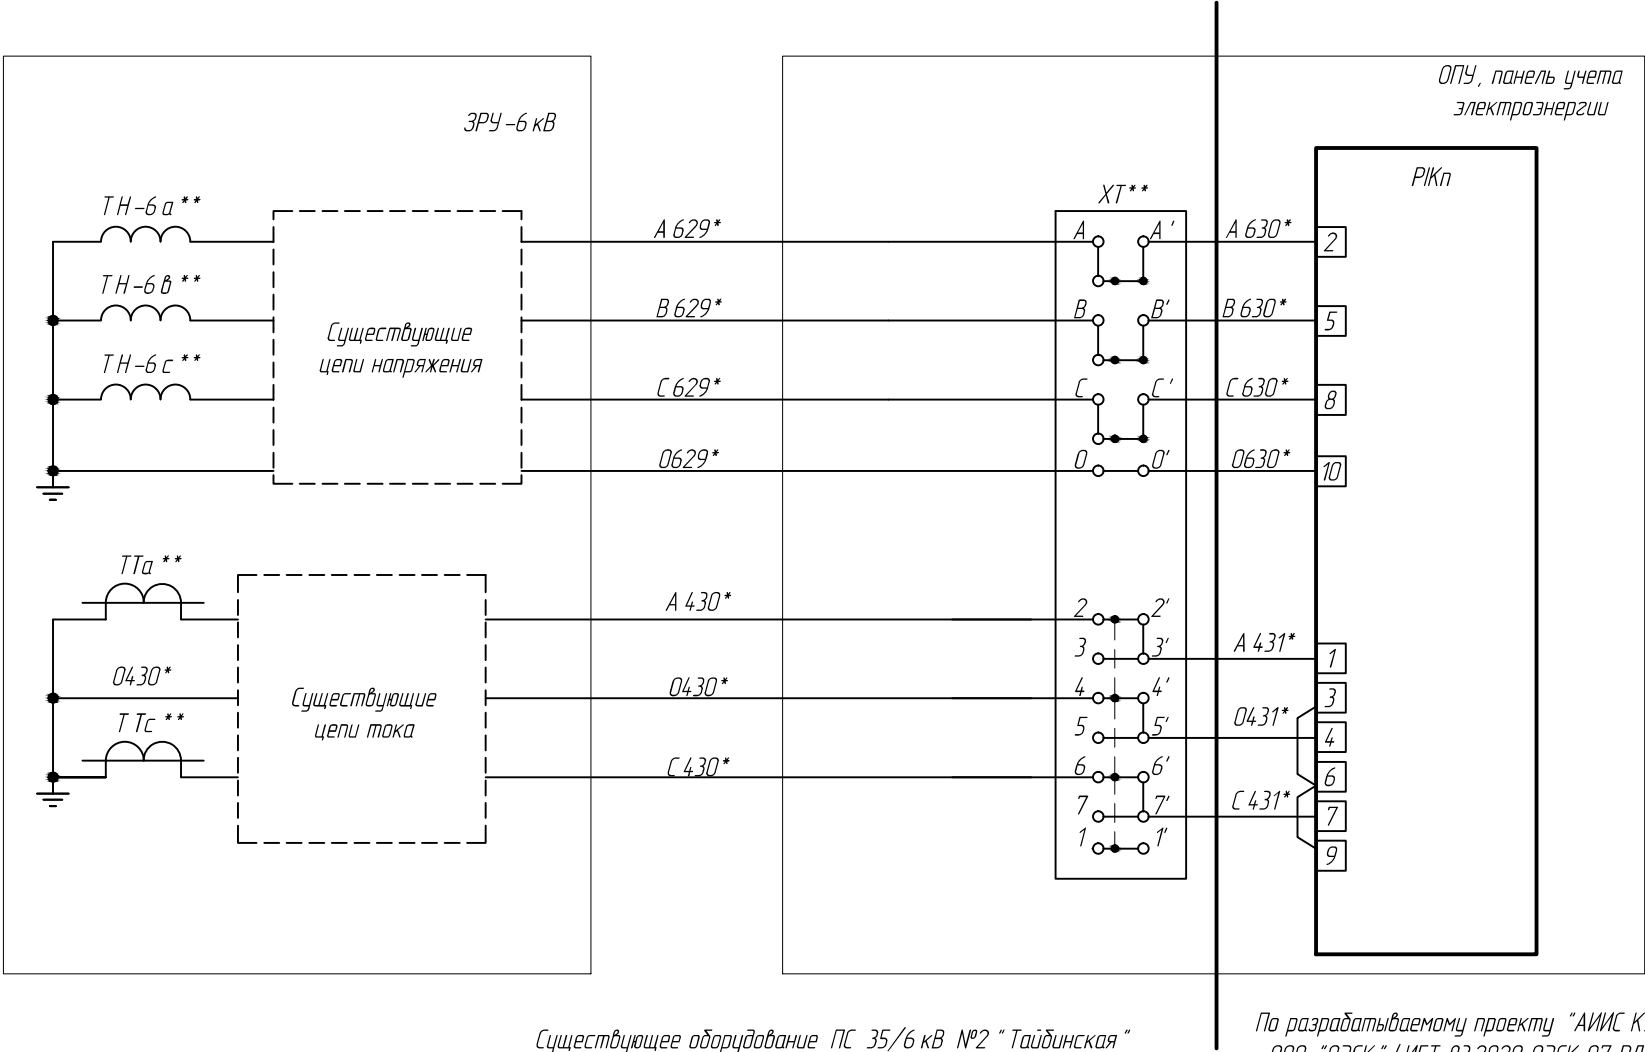 ОПУ, панель учета
электроэнергии
ЗРУ-6 кВ
PIKп
ХТ**
ТН-6а**
А 629*
А
А'
А 630*
2
ТН-6в**
В 629*
В
В'
В 630*
5
Существующие
цепи напряжения
ТН-6с**
С 629*
С
С'
С 630*
8
0629*
0
0'
0630*
10
ТТа**
А 430*
2
2'
3
3'
А 431*
1
0430*
Существующие
цепи тока
0430*
4
4'
3
5
5'
0431*
4
ТТс**
С 430*
6
6'
6
7
7'
С 431*
7
1
1'
9
Существующее оборудование ПС 35/6 кВ №2 "Тайбинская"
По разрабатываемому проекту "АИИС К